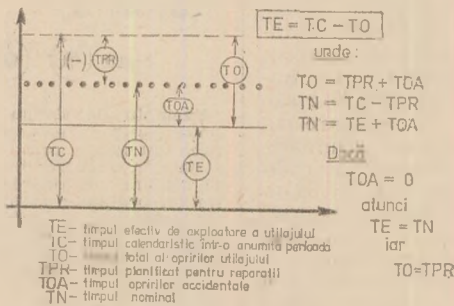 TE = TC - TO
unde:
TO = TPR + TOA
TN = TC - TPR
TN = TE + TOA
Dacă
TOA = 0
atunci
TE = TN
iar
TO = TPR
(-)
TPR
TO
TOA
TC
TN
TE
TE- timpul efectiv de exploatare a utilajului
TC- timpul calendaristic într-o anumită perioadă
TO- total al opririlor utilajului
TPR- timpul planificat pentru reparații
TOA- timpul opririlor accidentale
TN- timpul nominal